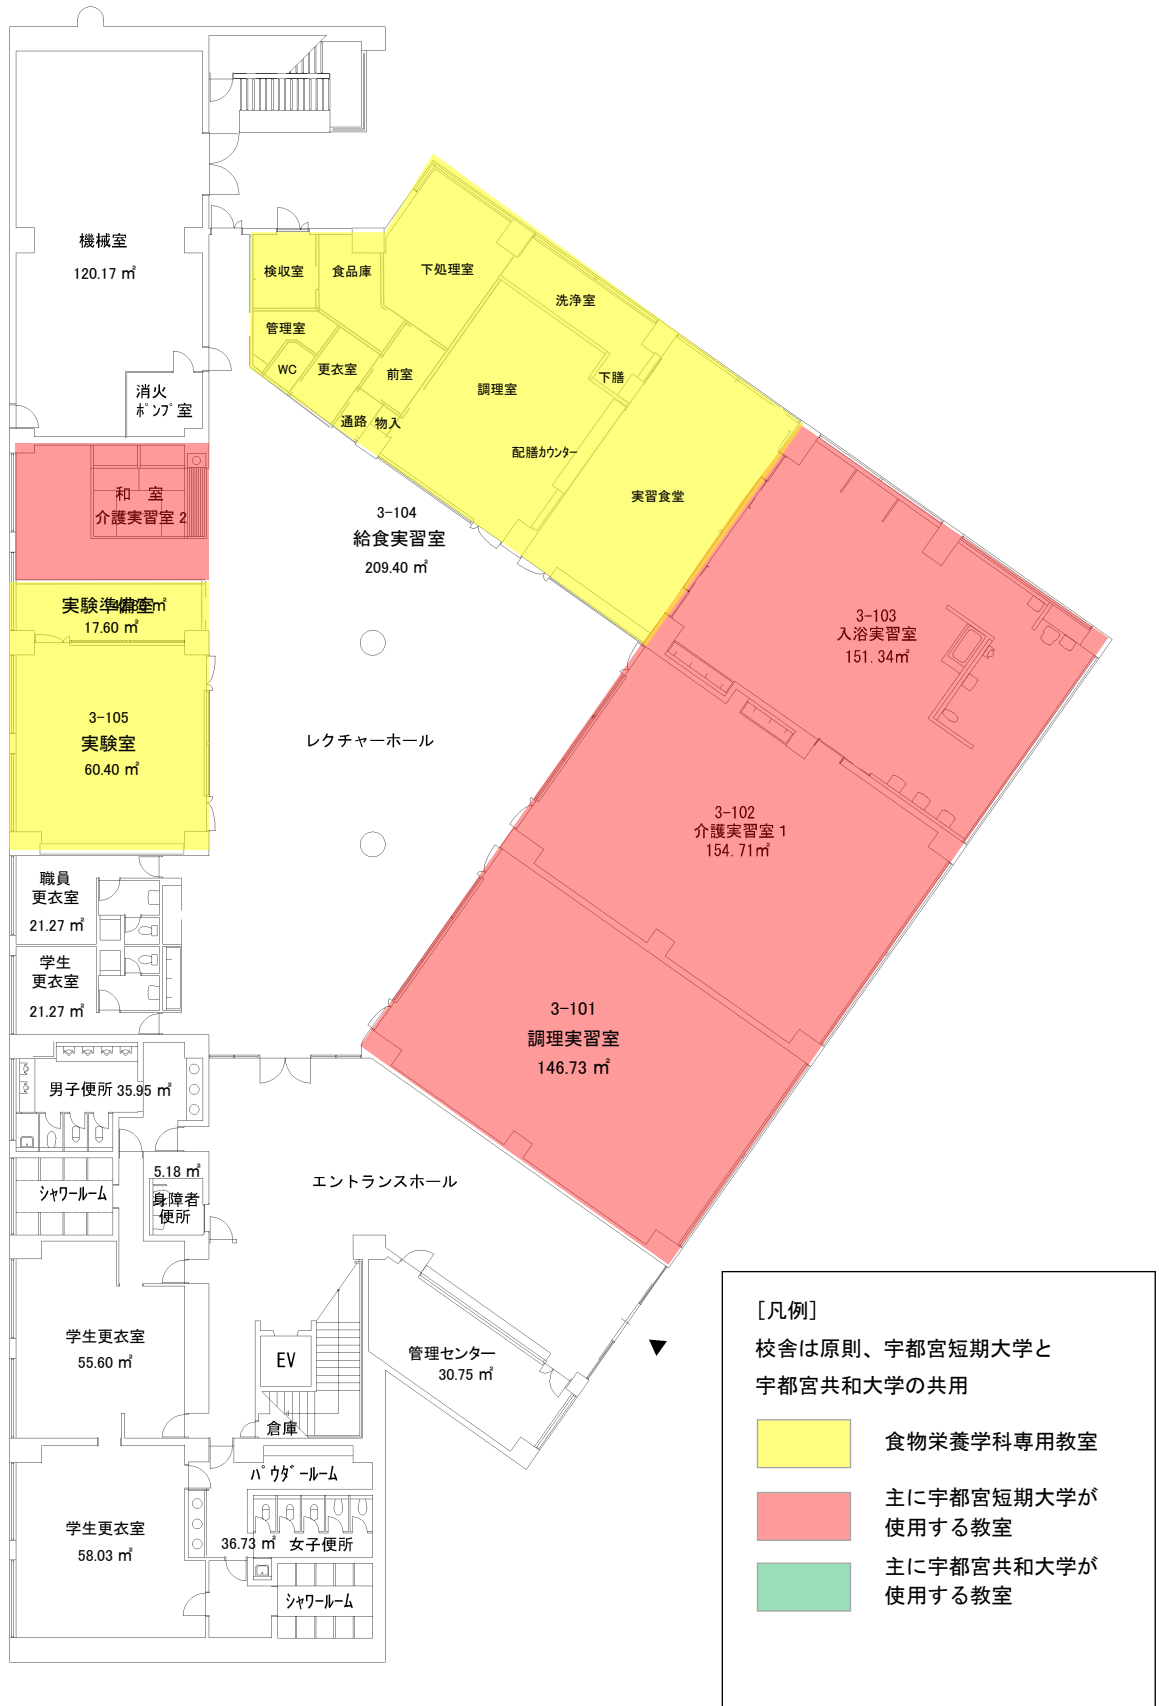 機械室
120.17 ㎡
消火
ﾎﾟﾝﾌﾟ室
検収室
食品庫
下処理室
洗浄室
管理室
WC
更衣室
前室
調理室
下膳
通路
物入
配膳ｶｳﾝﾀｰ
実習食堂
和 室
介護実習室 2
3-104
給食実習室
209.40 ㎡
実験準備室
17.60 ㎡
3-103
入浴実習室
151.34㎡
3-105
実験室
60.40 ㎡
レクチャーホール
3-102
介護実習室 1
154.71㎡
職員
更衣室
21.27 ㎡
学生
更衣室
21.27 ㎡
3-101
調理実習室
146.73 ㎡
男子便所 35.95 ㎡
5.18 ㎡
身障者
便所
ｼｬﾜｰﾙｰﾑ
エントランスホール
学生更衣室
55.60 ㎡
EV
倉庫
管理センター
30.75 ㎡
ﾊﾟｳﾀﾞｰﾙｰﾑ
学生更衣室
58.03 ㎡
36.73 ㎡ 女子便所
ｼｬﾜｰﾙｰﾑ
[凡例]
校舎は原則、宇都宮短期大学と
宇都宮共和大学の共用
食物栄養学科専用教室
主に宇都宮短期大学が
使用する教室
主に宇都宮共和大学が
使用する教室